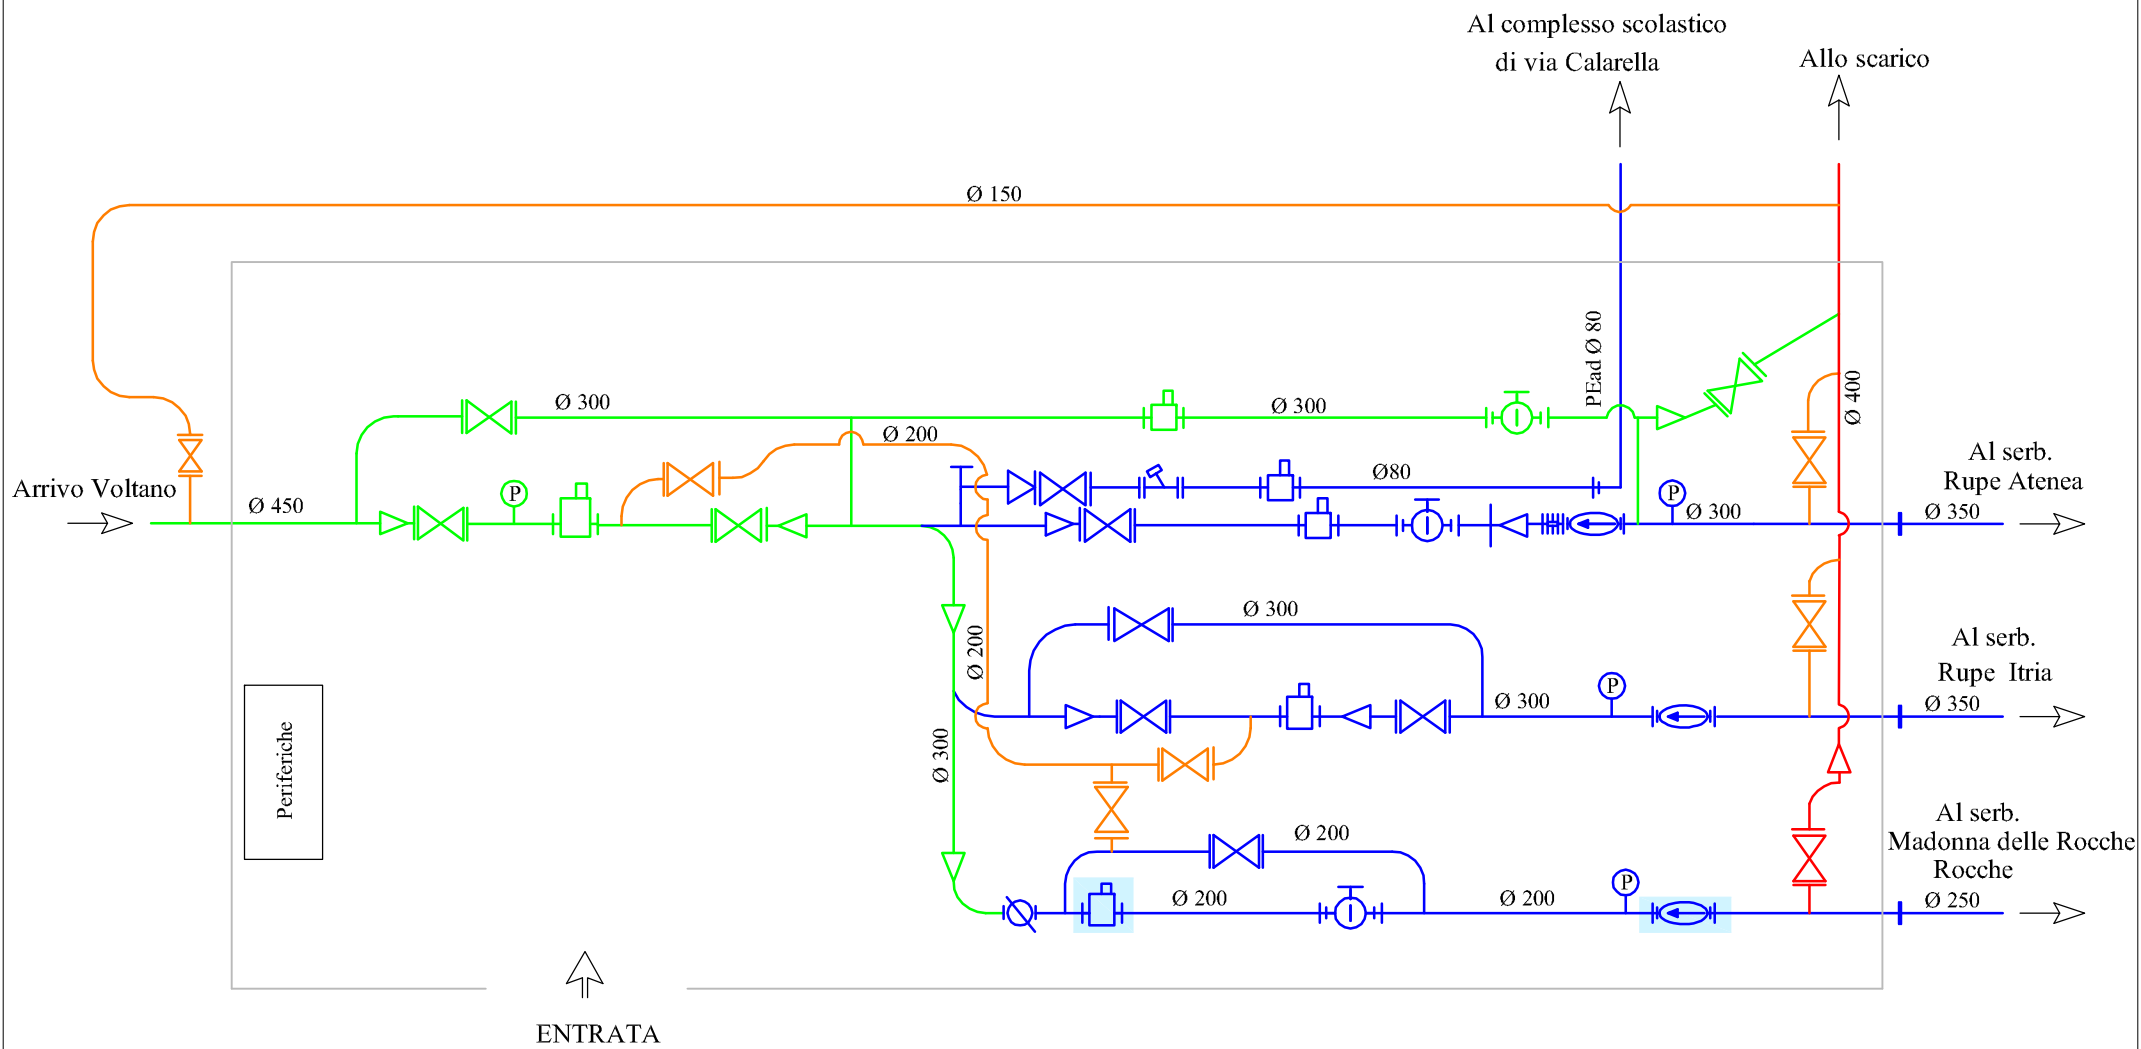 Al complesso scolastico
di via Calarella
Allo scarico
Ø 150
PEad Ø 80
Ø 400
Ø 300
Ø 300
Ø 200
Arrivo Voltano
Ø 450
P
Ø80
P
Ø 300
Al serb.
Rupe Atenea
Ø 350
Ø 300
Ø 200
Al serb.
Rupe Itria
Ø 350
P
Ø 300
Ø 300
Periferiche
Ø 200
Al serb.
Madonna delle Rocche
Rocche
Ø 250
P
Ø 200
Ø 200
ENTRATA